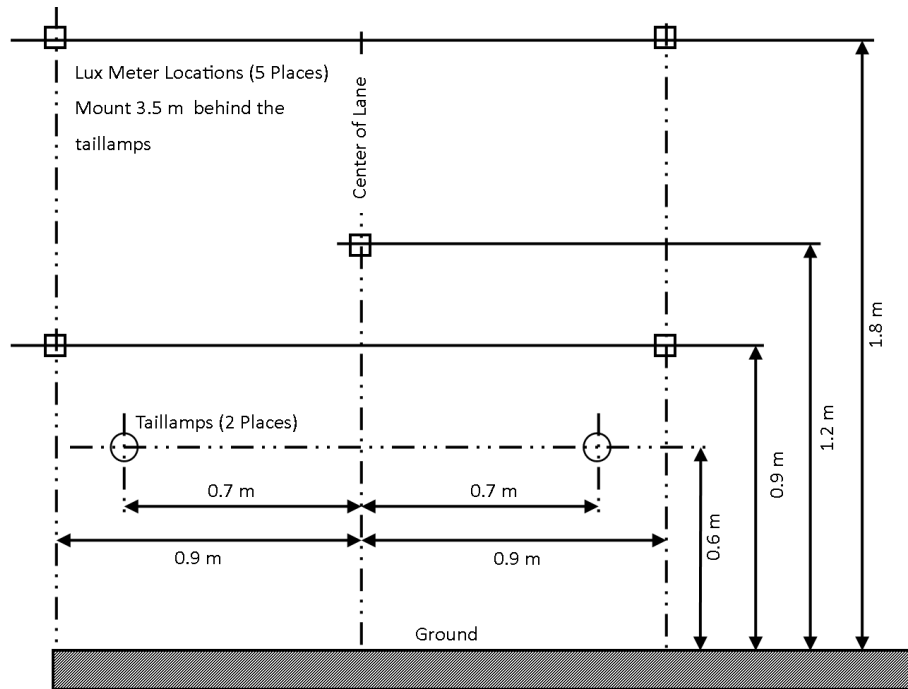 Lux Meter Locations (5 Places)
Mount 3.5 m behind the
taillamps
Center of Lane
1.8 m
1.2 m
Taillamps (2 Places)
0.9 m
0.7 m
0.7 m
0.6 m
0.9 m
0.9 m
Ground